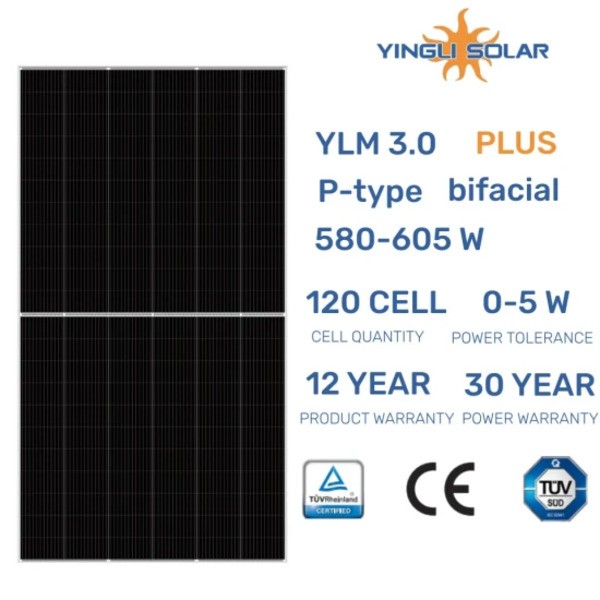 YINGLI SOLAR
YLM 3.0 PLUS
P-type bifacial
580-605 W
120 CELL 0-5 W
CELL QUANTITY POWER TOLERANCE
12 YEAR 30 YEAR
PRODUCT WARRANTY POWER WARRANTY
TÜVRheinland
CERTIFIED
CE
TÜV
SÜD